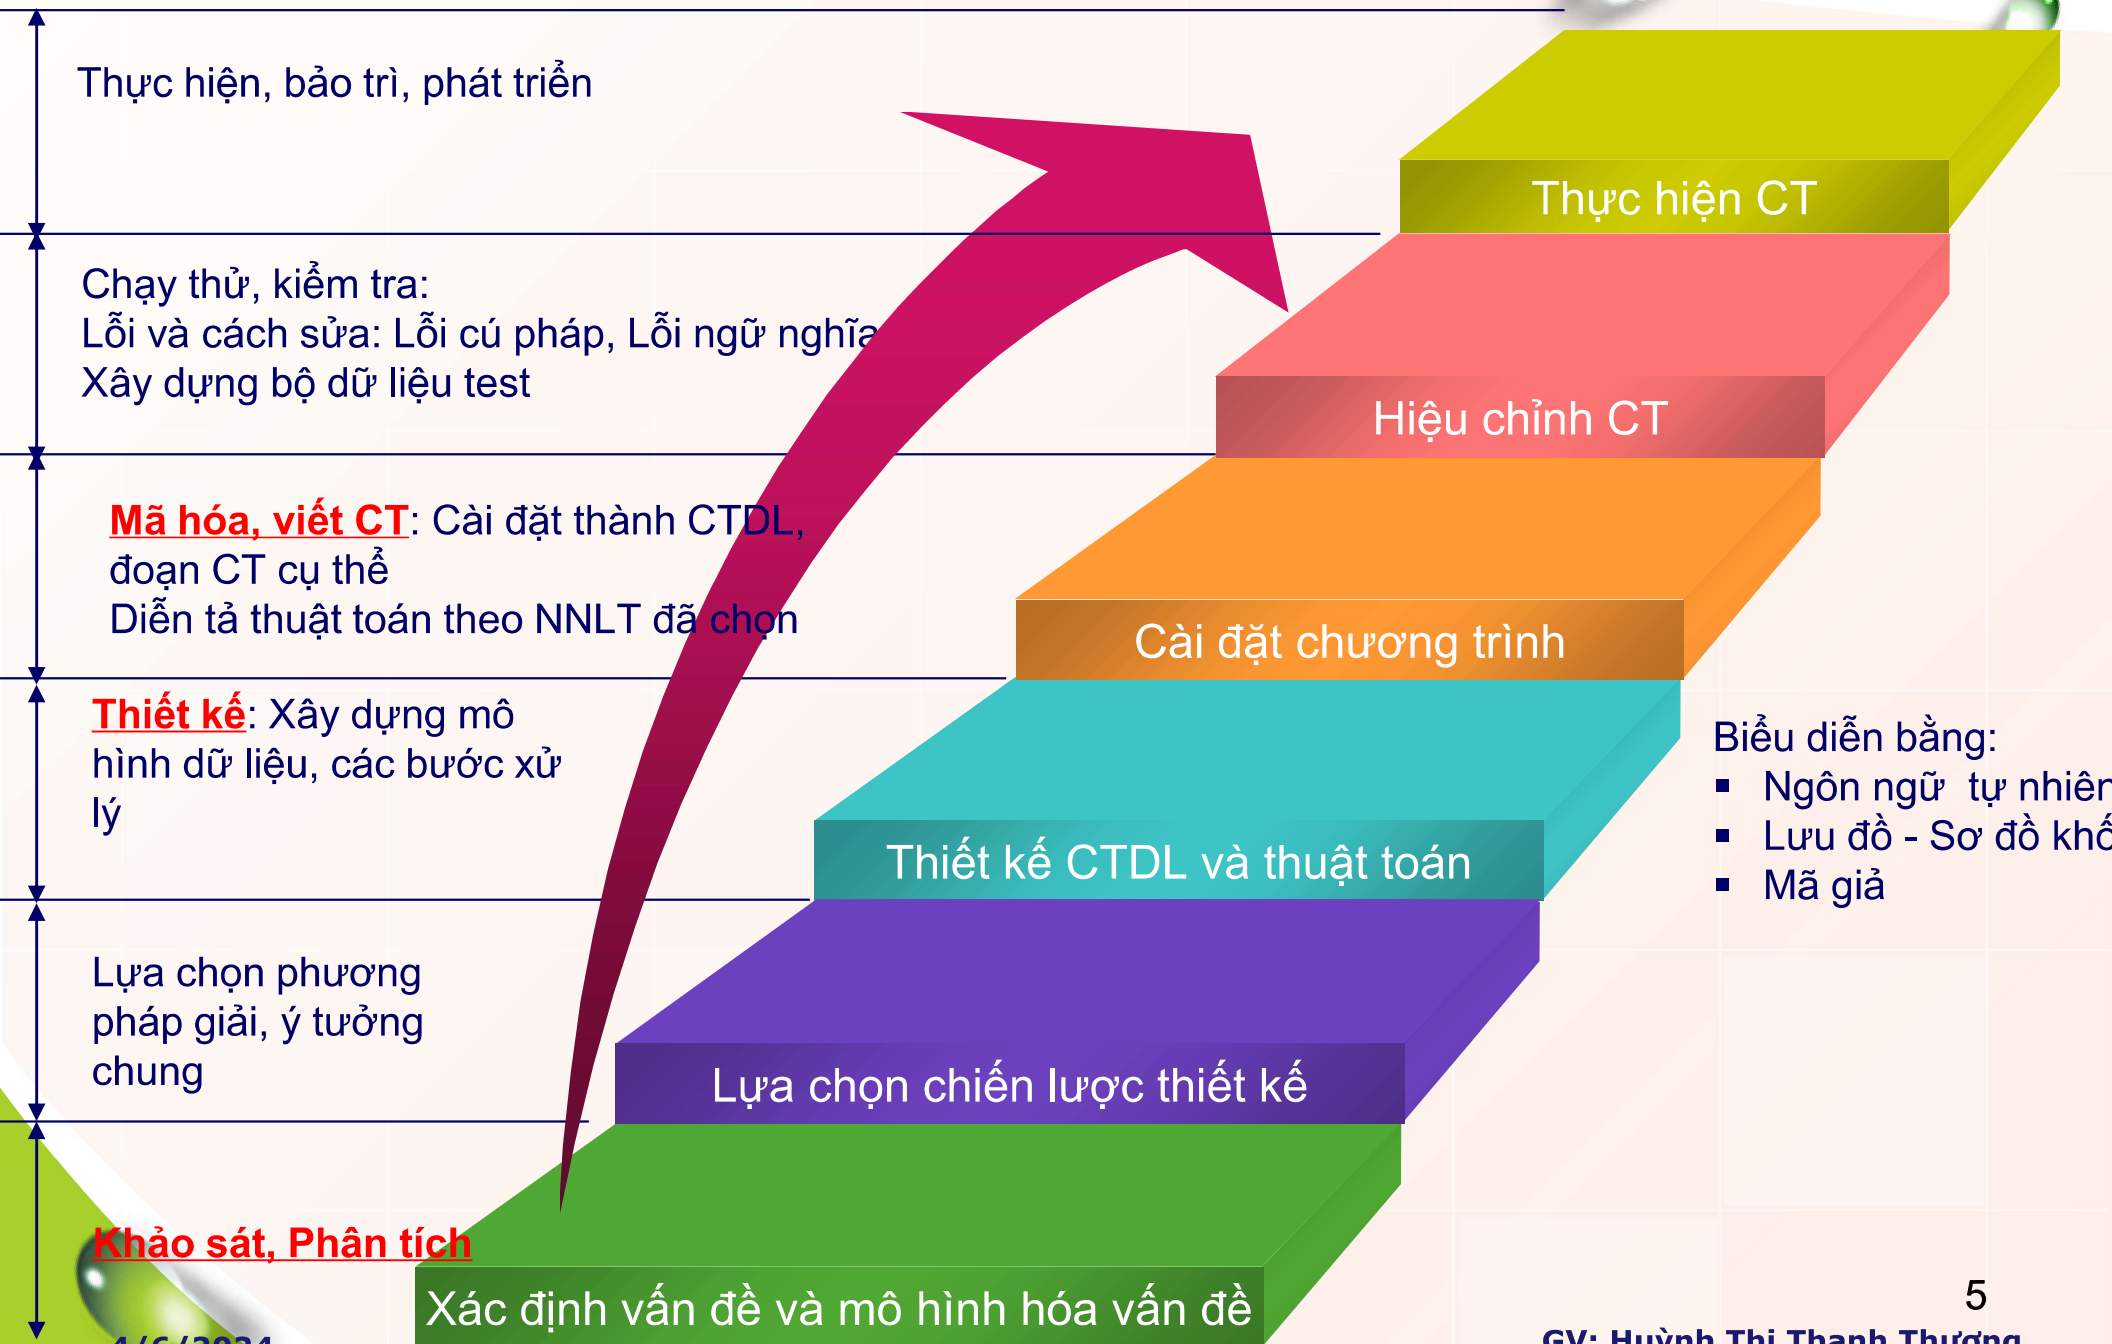 Thực hiện, bảo trì, phát triển
Thực hiện CT
Chạy thử, kiểm tra:
Lỗi và cách sửa: Lỗi cú pháp, Lỗi ngữ nghĩa
Xây dựng bộ dữ liệu test
Hiệu chỉnh CT
Mã hóa, viết CT: Cài đặt thành CTDL,
đoạn CT cụ thể
Diễn tả thuật toán theo NNLT đã chọn
Cài đặt chương trình
Thiết kế: Xây dựng mô
hình dữ liệu, các bước xử
lý
Thiết kế CTDL và thuật toán
Biểu diễn bằng:
▪ Ngôn ngữ  tự nhiên
▪ Lưu đồ - Sơ đồ khố
▪ Mã giả
Lựa chọn phương
pháp giải, ý tưởng
chung
Lựa chọn chiến lược thiết kế
Khảo sát, Phân tích
Xác định vấn đề và mô hình hóa vấn đề
5
4/6/2024
GV: Huỳnh Thị Thanh Thương